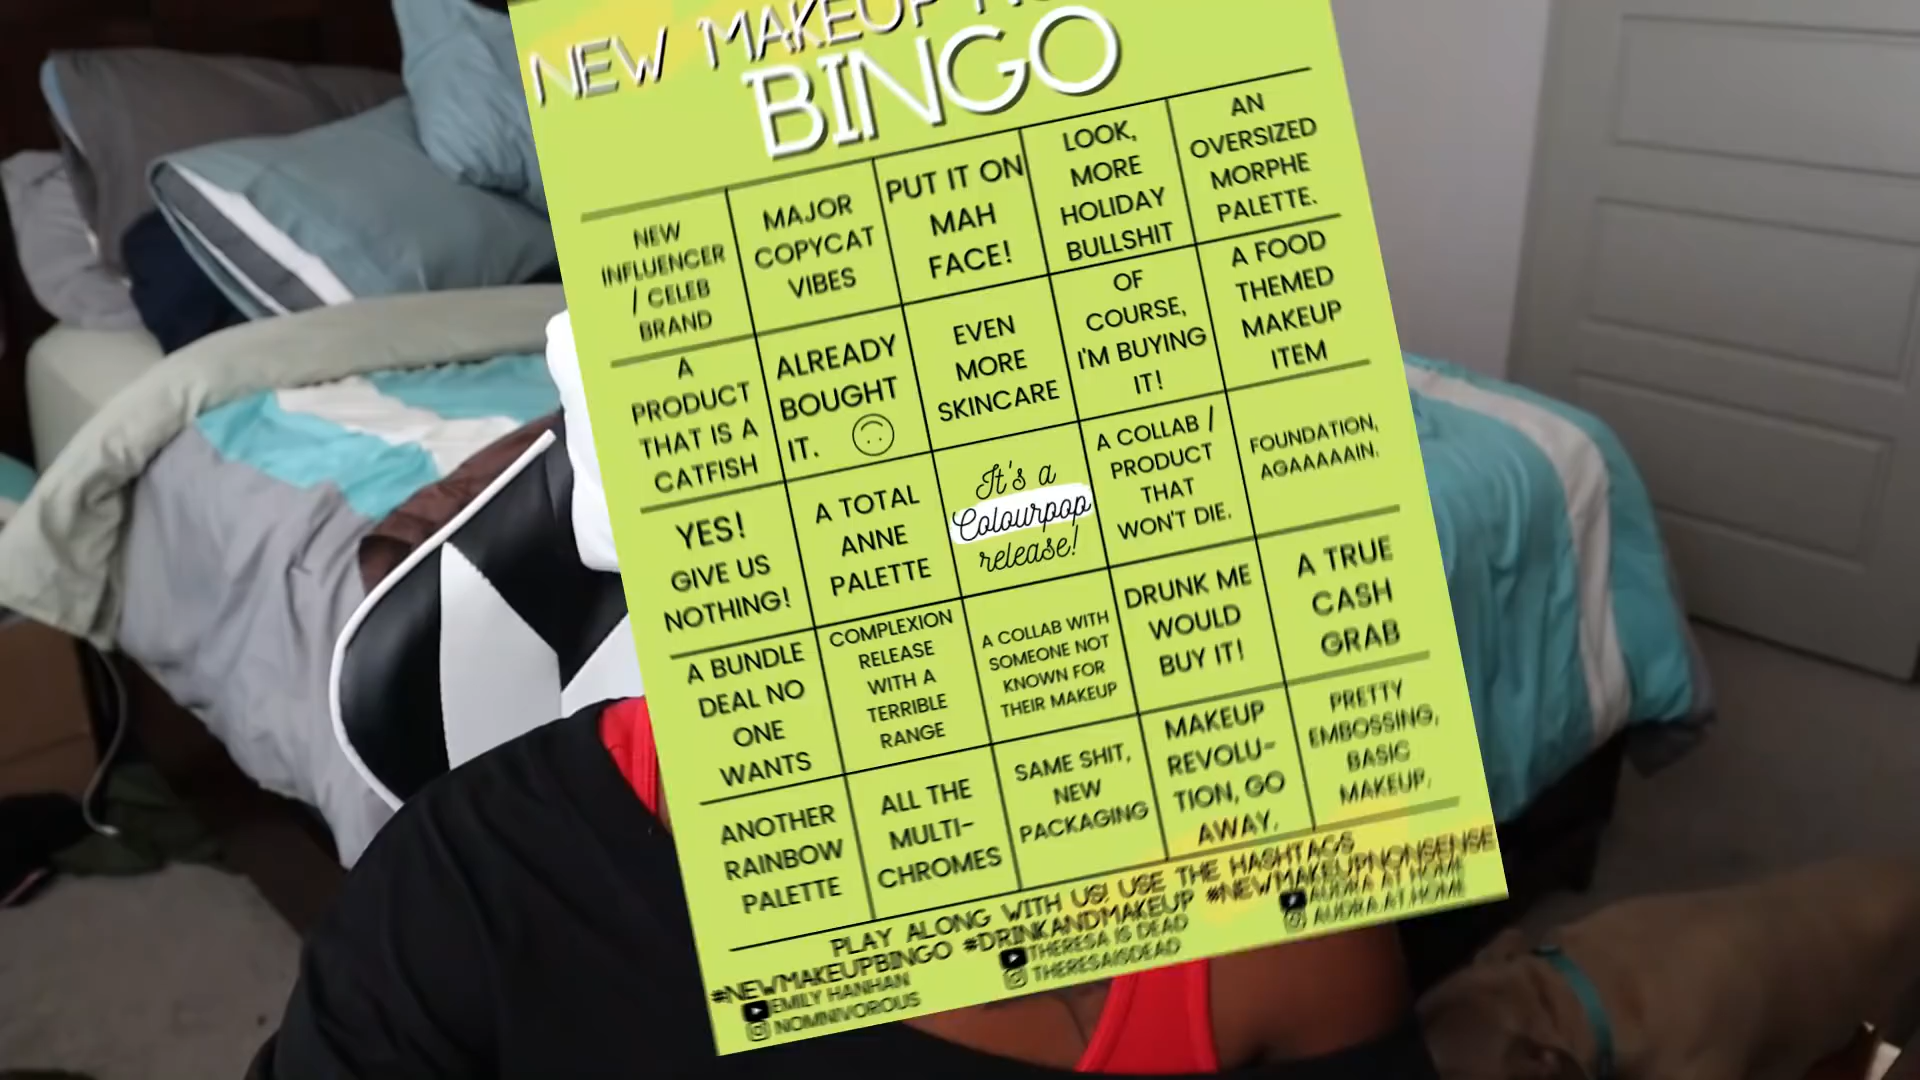 NEW MAKEUP
BINGO
NEW
INFLUENCER
/ CELEB
BRAND
MAJOR
COPYCAT
VIBES
PUT IT ON
MAH
FACE!
LOOK,
MORE
HOLIDAY
BULLSHIT
AN
OVERSIZED
MORPHE
PALETTE.
A
PRODUCT
THAT IS A
CATFISH
ALREADY
BOUGHT
IT.
EVEN
MORE
SKINCARE
OF
COURSE,
I'M BUYING
IT!
A FOOD
THEMED
MAKEUP
ITEM
YES!
GIVE US
NOTHING!
A TOTAL
ANNE
PALETTE
It's a
Colourpop
release!
A COLLAB /
PRODUCT
THAT
WON'T DIE.
FOUNDATION,
AGAAAAAIN.
A BUNDLE
DEAL NO
ONE
WANTS
COMPLEXION
RELEASE
WITH A
TERRIBLE
RANGE
A COLLAB WITH
SOMEONE NOT
KNOWN FOR
THEIR MAKEUP
DRUNK ME
WOULD
BUY IT!
A TRUE
CASH
GRAB
ANOTHER
RAINBOW
PALETTE
ALL THE
MULTI-
CHROMES
SAME SHIT,
NEW
PACKAGING
MAKEUP
REVOLU-
TION, GO
AWAY.
PRETTY
EMBOSSING,
BASIC
MAKEUP.
PLAY ALONG WITH US! USE THE HASHTAGS
#NEWMAKEUPBINGO #DRINKANDMAKEUP #NEWMAKEUPNONSENSE
EMILY HANHAN
NOMNIVOROUS
THERESA IS DEAD
THERESAISDEAD
AUDRA AT HOME
AUDRA.AT.HOME